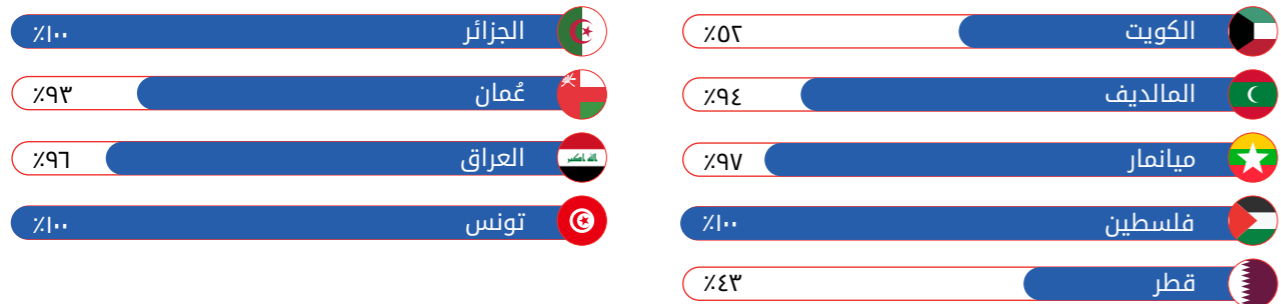 الكويت ٪٥٢
المالديف ٪٩٤
ميانمار ٪٩٧
فلسطين ٪١٠٠
قطر ٪٤٣
الجزائر ٪١٠٠
عُمان ٪٩٣
العراق ٪٩٦
تونس ٪١٠٠